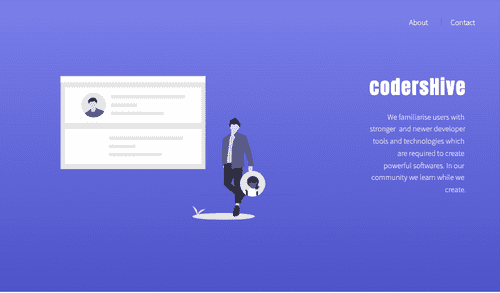 About
Contact
codersHive
We familiarise users with
stronger and newer developer
tools and technologies which
are required to create
powerful softwares. In our
community we learn while we
create.